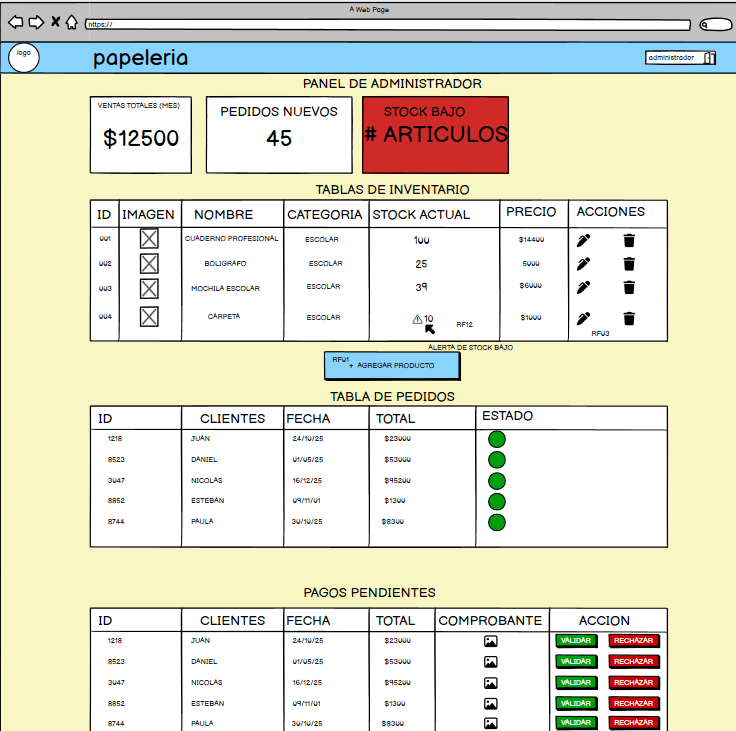 A Web Page
https://
logo
papeleria
administrador
PANEL DE ADMINISTRADOR
VENTAS TOTALES (MES)
$12500
PEDIDOS NUEVOS
45
STOCK BAJO
# ARTICULOS
TABLAS DE INVENTARIO
ID IMAGEN NOMBRE CATEGORIA STOCK ACTUAL PRECIO ACCIONES
001 CUADERNO PROFESIONAL ESCOLAR 100 $14400
002 BOLIGRAFO ESCOLAR 25 5000
003 MOCHILA ESCOLAR ESCOLAR 39 $6000
004 CARPETA ESCOLAR 10 $1000
RF12
RF03
ALERTA DE STOCK BAJO
RF01
+ AGREGAR PRODUCTO
TABLA DE PEDIDOS
ID CLIENTES FECHA TOTAL ESTADO
1218 JUAN 24/10/25 $23000
8523 DANIEL 01/05/25 $53000
3047 NICOLAS 16/12/25 $95200
8852 ESTEBAN 09/11/01 $1300
8744 PAULA 30/10/25 $8300
PAGOS PENDIENTES
ID CLIENTES FECHA TOTAL COMPROBANTE ACCION
1218 JUAN 24/10/25 $23000 VALIDAR RECHAZAR
8523 DANIEL 01/05/25 $53000 VALIDAR RECHAZAR
3047 NICOLAS 16/12/25 $95200 VALIDAR RECHAZAR
8852 ESTEBAN 09/11/01 $1300 VALIDAR RECHAZAR
8744 PAULA 30/10/25 $8300 VALIDAR RECHAZAR